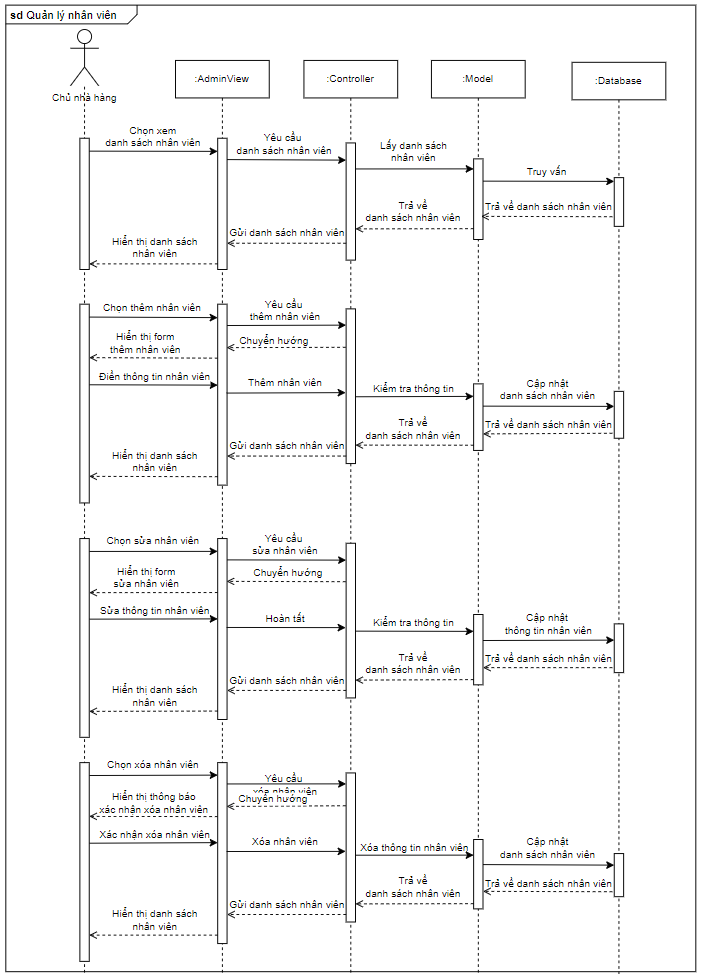 sd Quản lý nhân viên
Chủ nhà hàng
:AdminView
:Controller
:Model
:Database
Chọn xem
danh sách nhân viên
Yêu cầu
danh sách nhân viên
Lấy danh sách
nhân viên
Truy vấn
Trả về danh sách nhân viên
Trả về
danh sách nhân viên
Gửi danh sách nhân viên
Hiển thị danh sách
nhân viên
Chọn thêm nhân viên
Yêu cầu
thêm nhân viên
Chuyển hướng
Hiển thị form
thêm nhân viên
Điền thông tin nhân viên
Thêm nhân viên
Kiểm tra thông tin
Cập nhật
danh sách nhân viên
Trả về danh sách nhân viên
Trả về
danh sách nhân viên
Gửi danh sách nhân viên
Hiển thị danh sách
nhân viên
Chọn sửa nhân viên
Yêu cầu
sửa nhân viên
Chuyển hướng
Hiển thị form
sửa nhân viên
Sửa thông tin nhân viên
Hoàn tất
Kiểm tra thông tin
Cập nhật
thông tin nhân viên
Trả về danh sách nhân viên
Trả về
danh sách nhân viên
Gửi danh sách nhân viên
Hiển thị danh sách
nhân viên
Chọn xóa nhân viên
Yêu cầu
xóa nhân viên
Chuyển hướng
Hiển thị thông báo
xác nhận xóa nhân viên
Xác nhận xóa nhân viên
Xóa nhân viên
Xóa thông tin nhân viên
Cập nhật
danh sách nhân viên
Trả về danh sách nhân viên
Trả về
danh sách nhân viên
Gửi danh sách nhân viên
Hiển thị danh sách
nhân viên